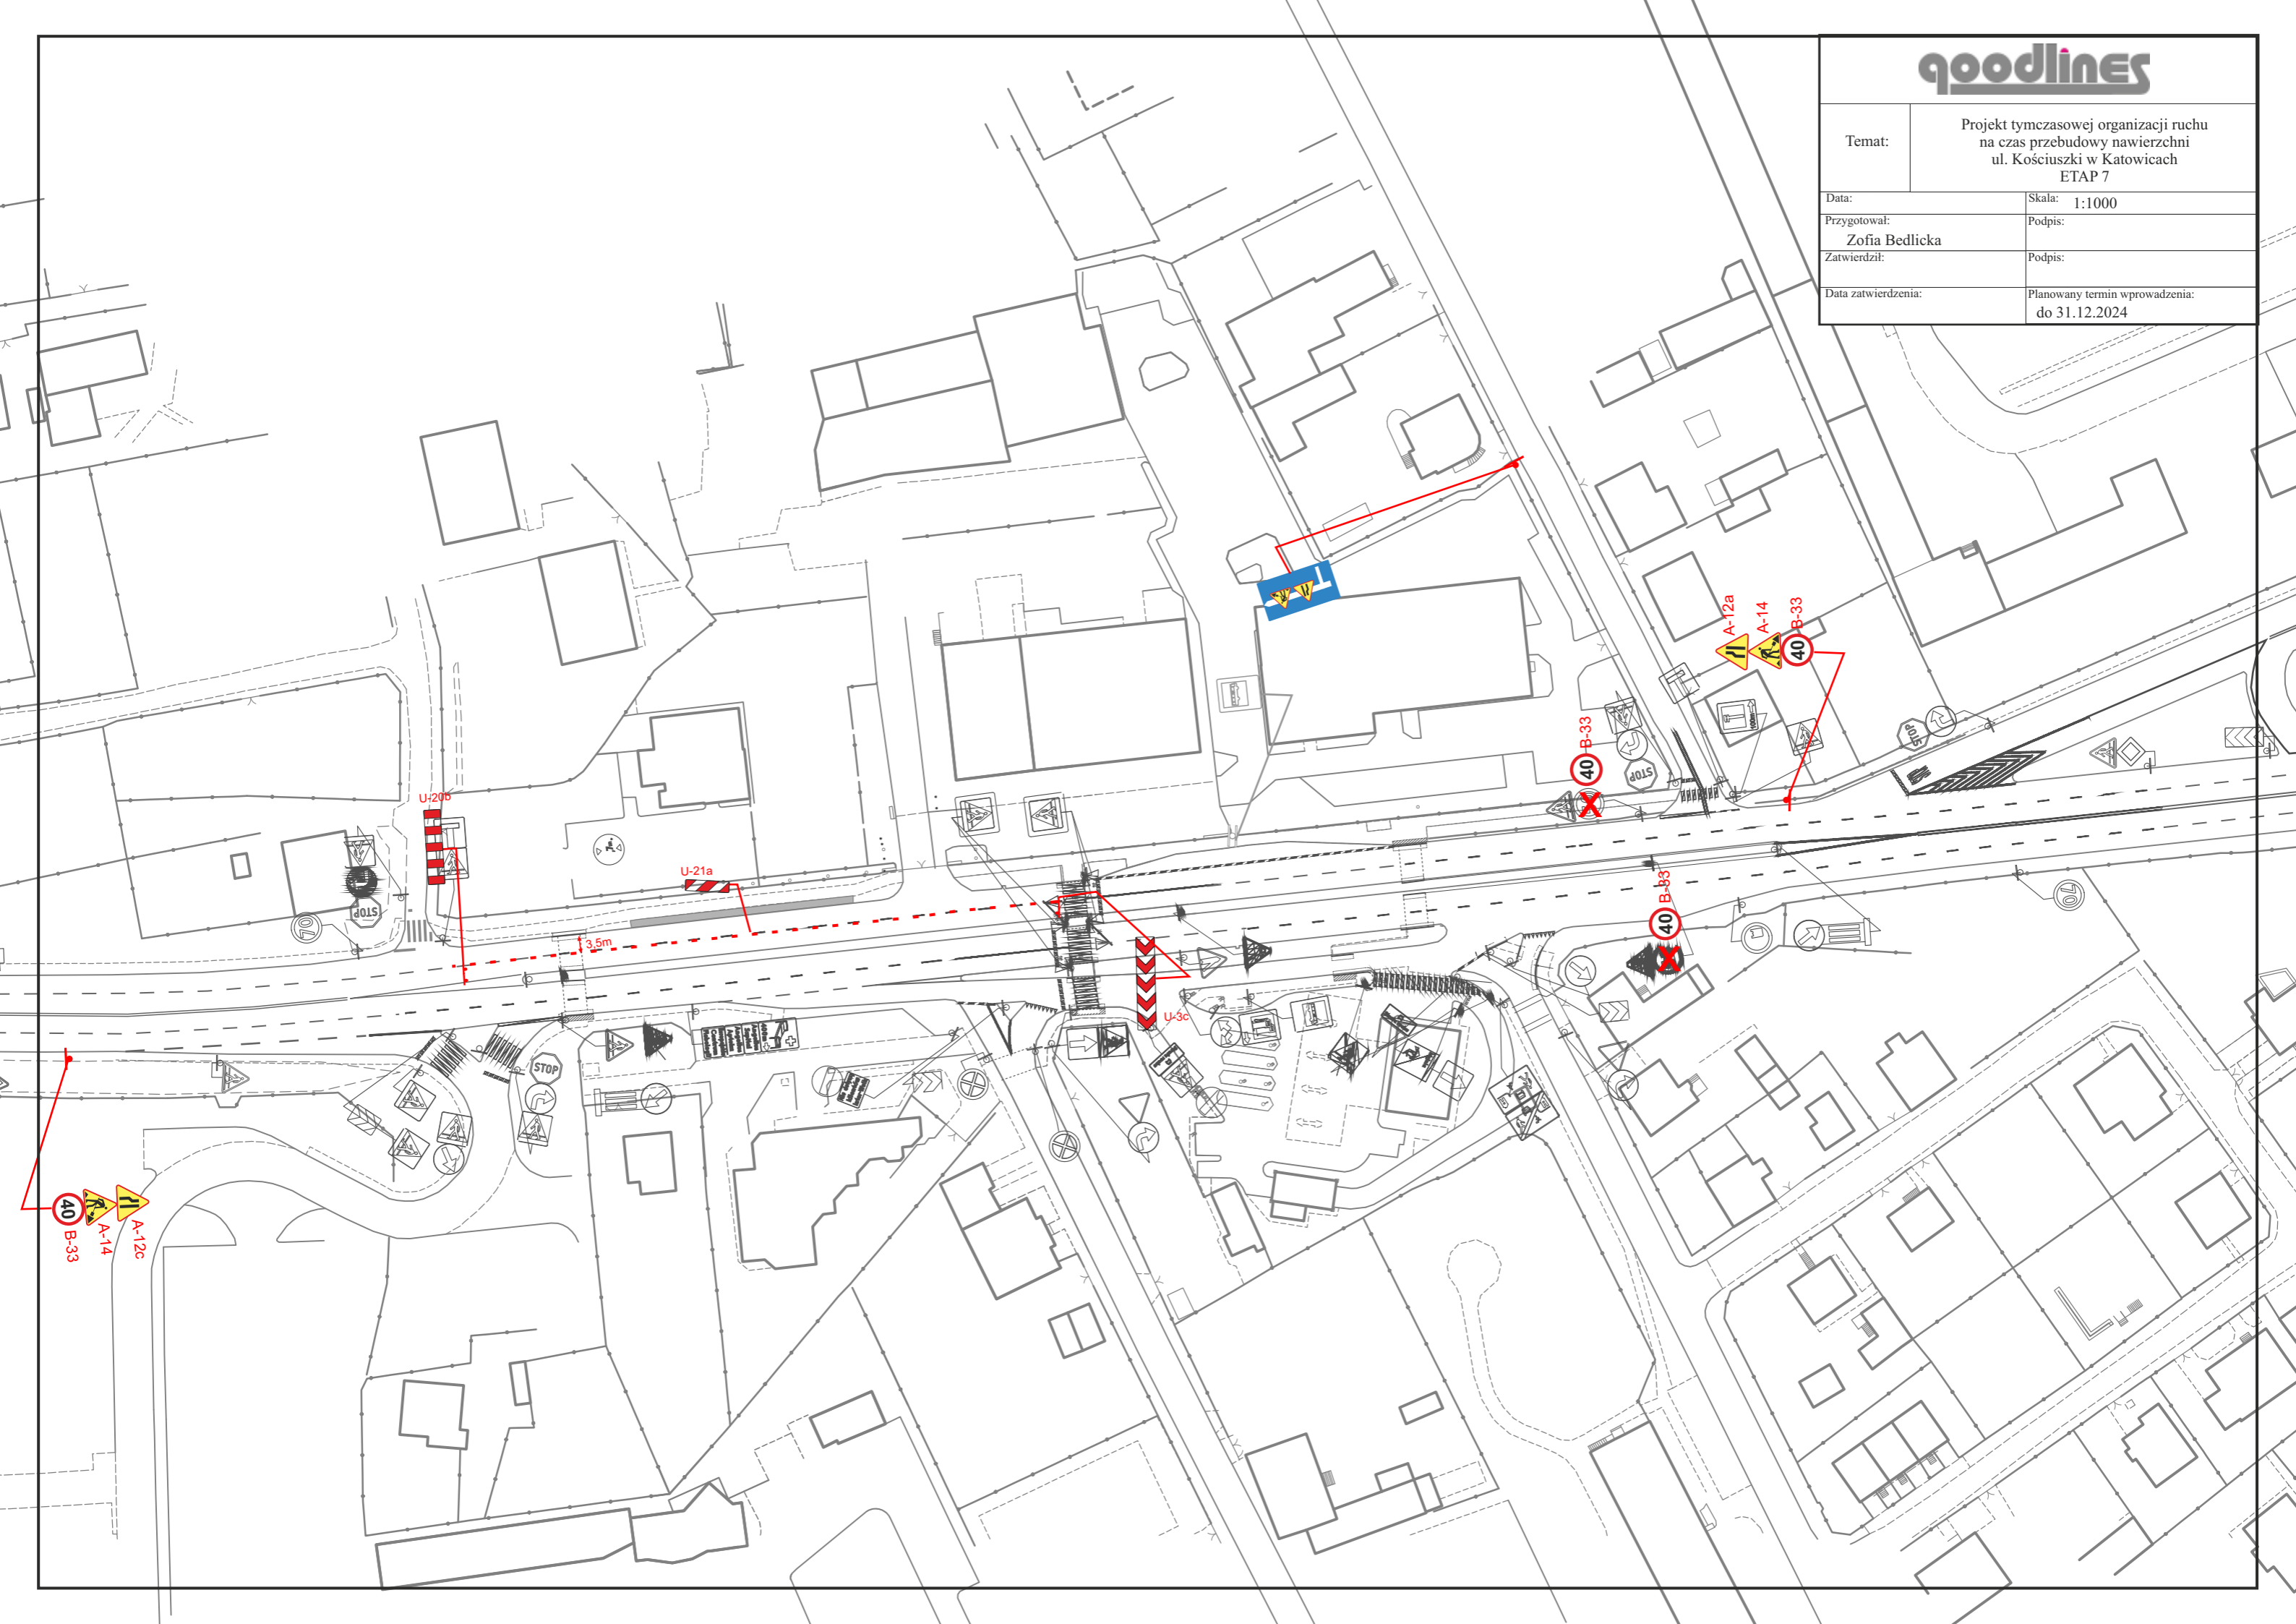 goodlines
Temat:
Projekt tymczasowej organizacji ruchu
na czas przebudowy nawierzchni
ul. Kościuszki w Katowicach
ETAP 7
Data:
Skala: 1:1000
Przygotował:
Zofia Bedlicka
Podpis:
Zatwierdził:
Podpis:
Data zatwierdzenia:
Planowany termin wprowadzenia:
do 31.12.2024
A-12a
A-14
B-33
40
B-33
40
STOP
100m
STOP
U-20b
U-21a
STOP
70
3,5m
B-33
40
70
U-3c
STOP
40
B-33
A-14
A-12c